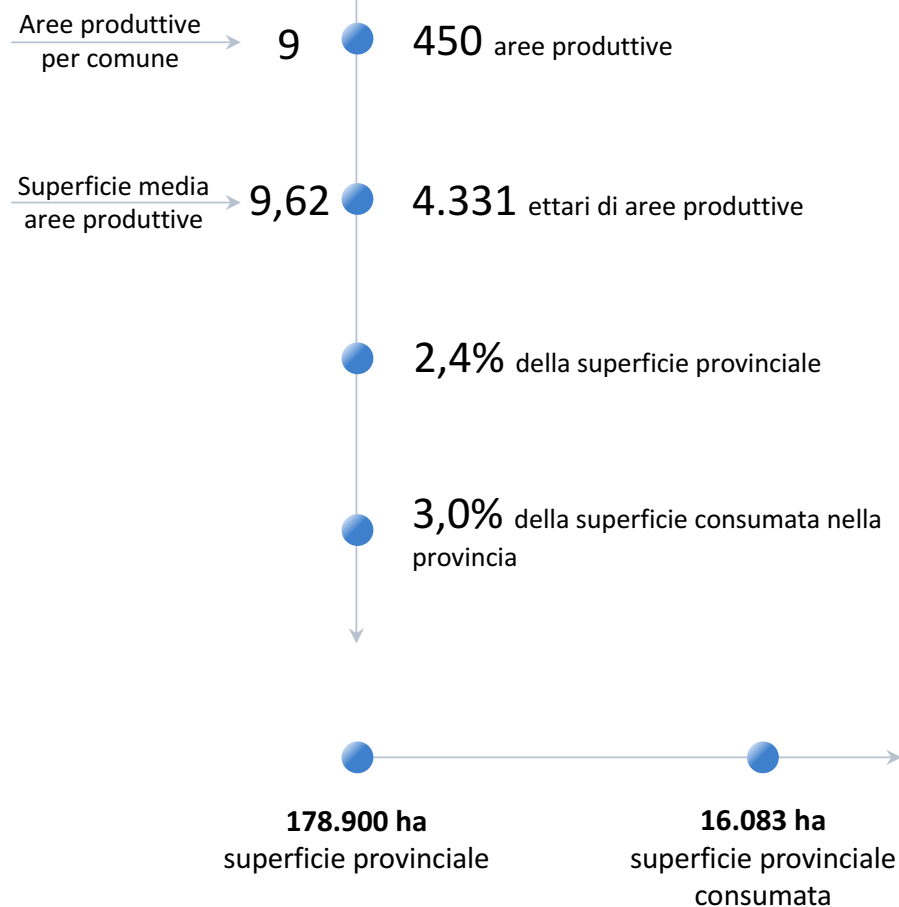 Aree produttive
per comune
9
450 aree produttive
Superficie media
aree produttive
9,62
4.331 ettari di aree produttive
2,4% della superficie provinciale
3,0% della superficie consumata nella
provincia
178.900 ha
superficie provinciale
16.083 ha
superficie provinciale
consumata